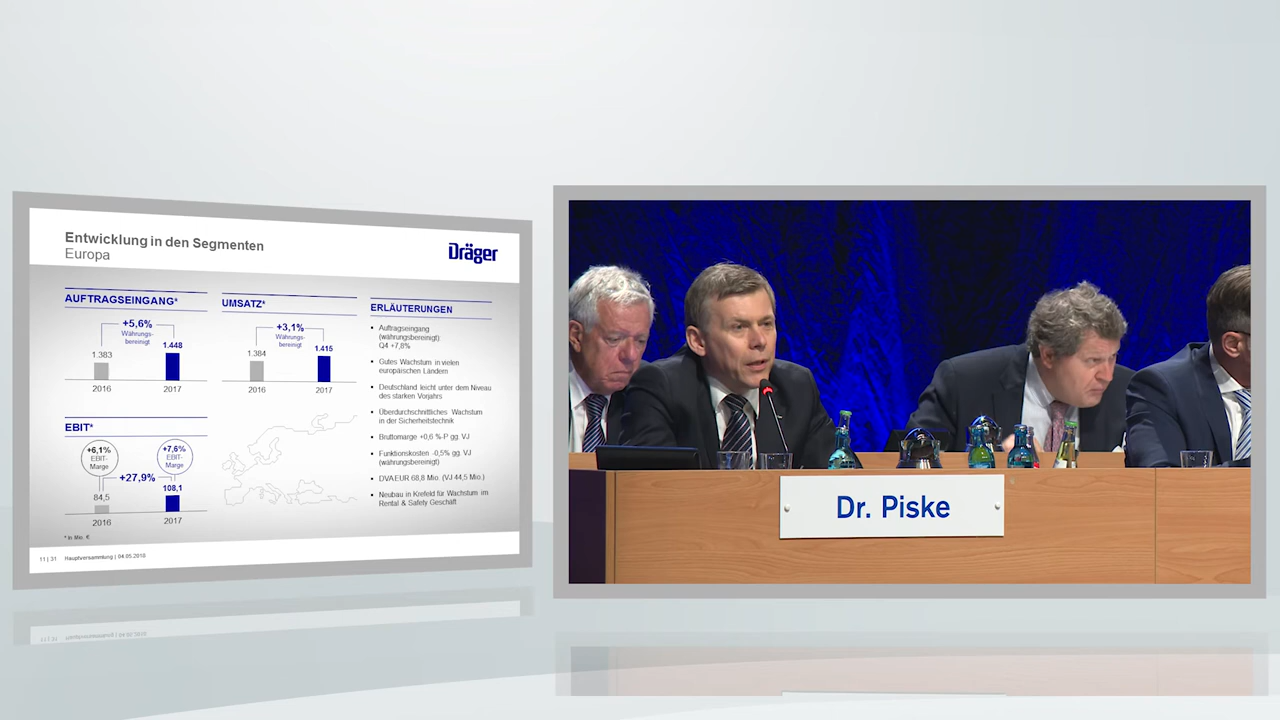 Entwicklung in den Segmenten
Europa
Dräger
AUFTRAGSEINGANG*
+5,6%
Währungs-
bereinigt
1.383
1.448
2016
2017
UMSATZ*
+3,1%
Währungs-
bereinigt
1.384
1.415
2016
2017
EBIT*
+6,1%
EBIT-
Marge
+7,6%
EBIT-
Marge
+27,9%
84,5
108,1
2016
2017
ERLÄUTERUNGEN
▪ Auftragseingang
(währungsbereinigt):
Q4 +7,8%
▪ Gutes Wachstum in vielen
europäischen Ländern
▪ Deutschland leicht unter dem Niveau
des starken Vorjahrs
▪ Überdurchschnittliches Wachstum
in der Sicherheitstechnik
▪ Bruttomarge +0,6 %-P gg. VJ
▪ Funktionskosten -0,5% gg. VJ
(währungsbereinigt)
▪ DVA EUR 68,8 Mio. (VJ 44,5 Mio.)
▪ Neubau in Krefeld für Wachstum im
Rental & Safety Geschäft
* in Mio. €
11 | 31 Hauptversammlung | 04.05.2018
Dr. Piske